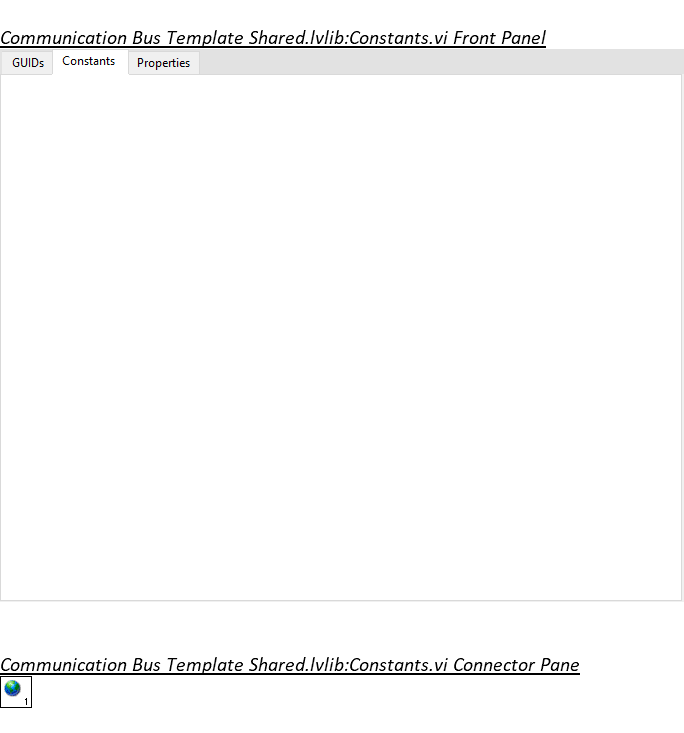 Communication Bus Template Shared.lvlib:Constants.vi Front Panel
GUIDs Constants Properties
Communication Bus Template Shared.lvlib:Constants.vi Connector Pane
1